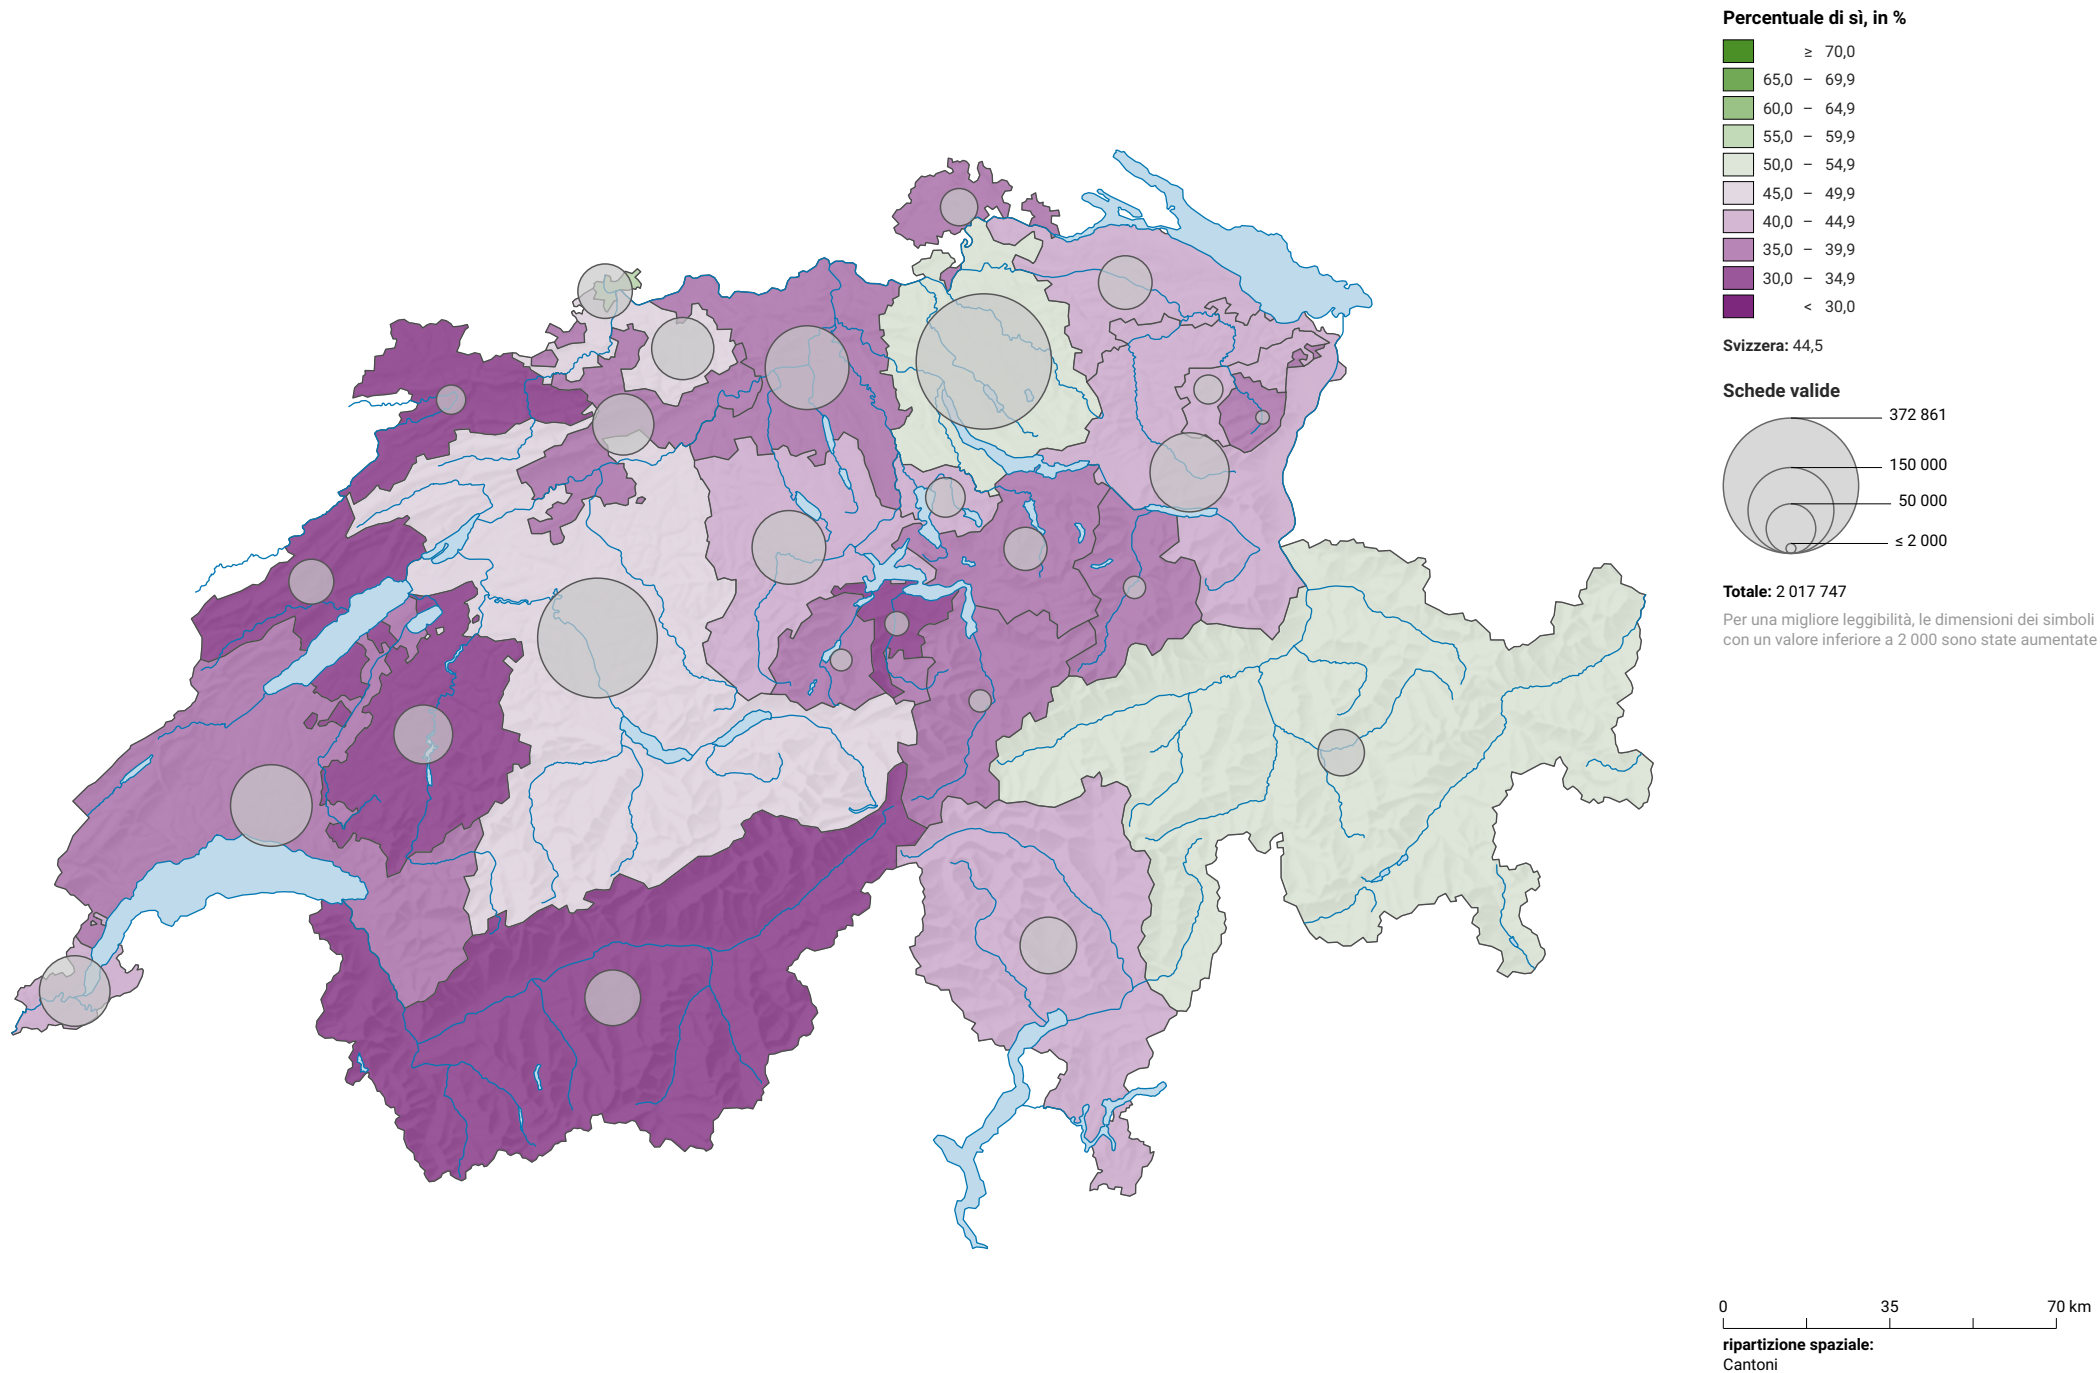 Percentuale di sì, in %
≥ 70,0
65,0 – 69,9
60,0 – 64,9
55,0 – 59,9
50,0 – 54,9
45,0 – 49,9
40,0 – 44,9
35,0 – 39,9
30,0 – 34,9
< 30,0
Svizzera: 44,5
Schede valide
372 861
150 000
50 000
≤ 2 000
Totale: 2 017 747
Per una migliore leggibilità, le dimensioni dei simboli
con un valore inferiore a 2 000 sono state aumentate
0 35 70 km
ripartizione spaziale:
Cantoni